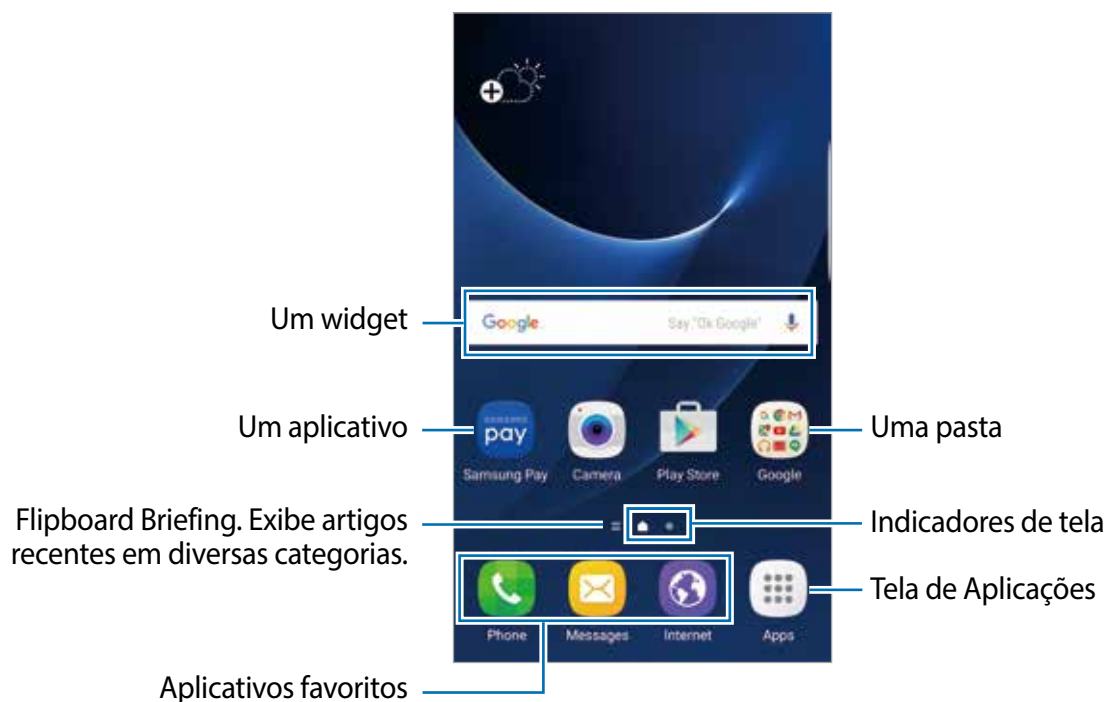 Um widget
Google Say "Ok Google"
Um aplicativo
SAMSUNG
pay
Uma pasta
Samsung Pay Camera Play Store Google
Flipboard Briefing. Exibe artigos
recentes em diversas categorias.
Indicadores de tela
Tela de Aplicações
Phone Messages Internet Apps
Aplicativos favoritos